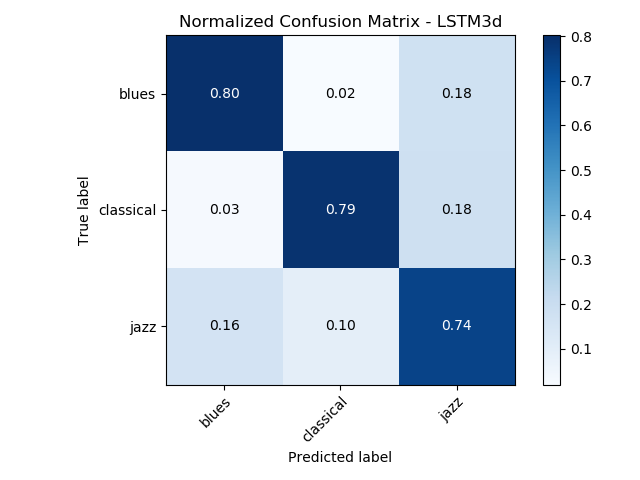 Normalized Confusion Matrix - LSTM3d
True label
blues 0.80 0.02 0.18
classical 0.03 0.79 0.18
jazz 0.16 0.10 0.74
blues classical jazz
Predicted label
0.8
0.7
0.6
0.5
0.4
0.3
0.2
0.1